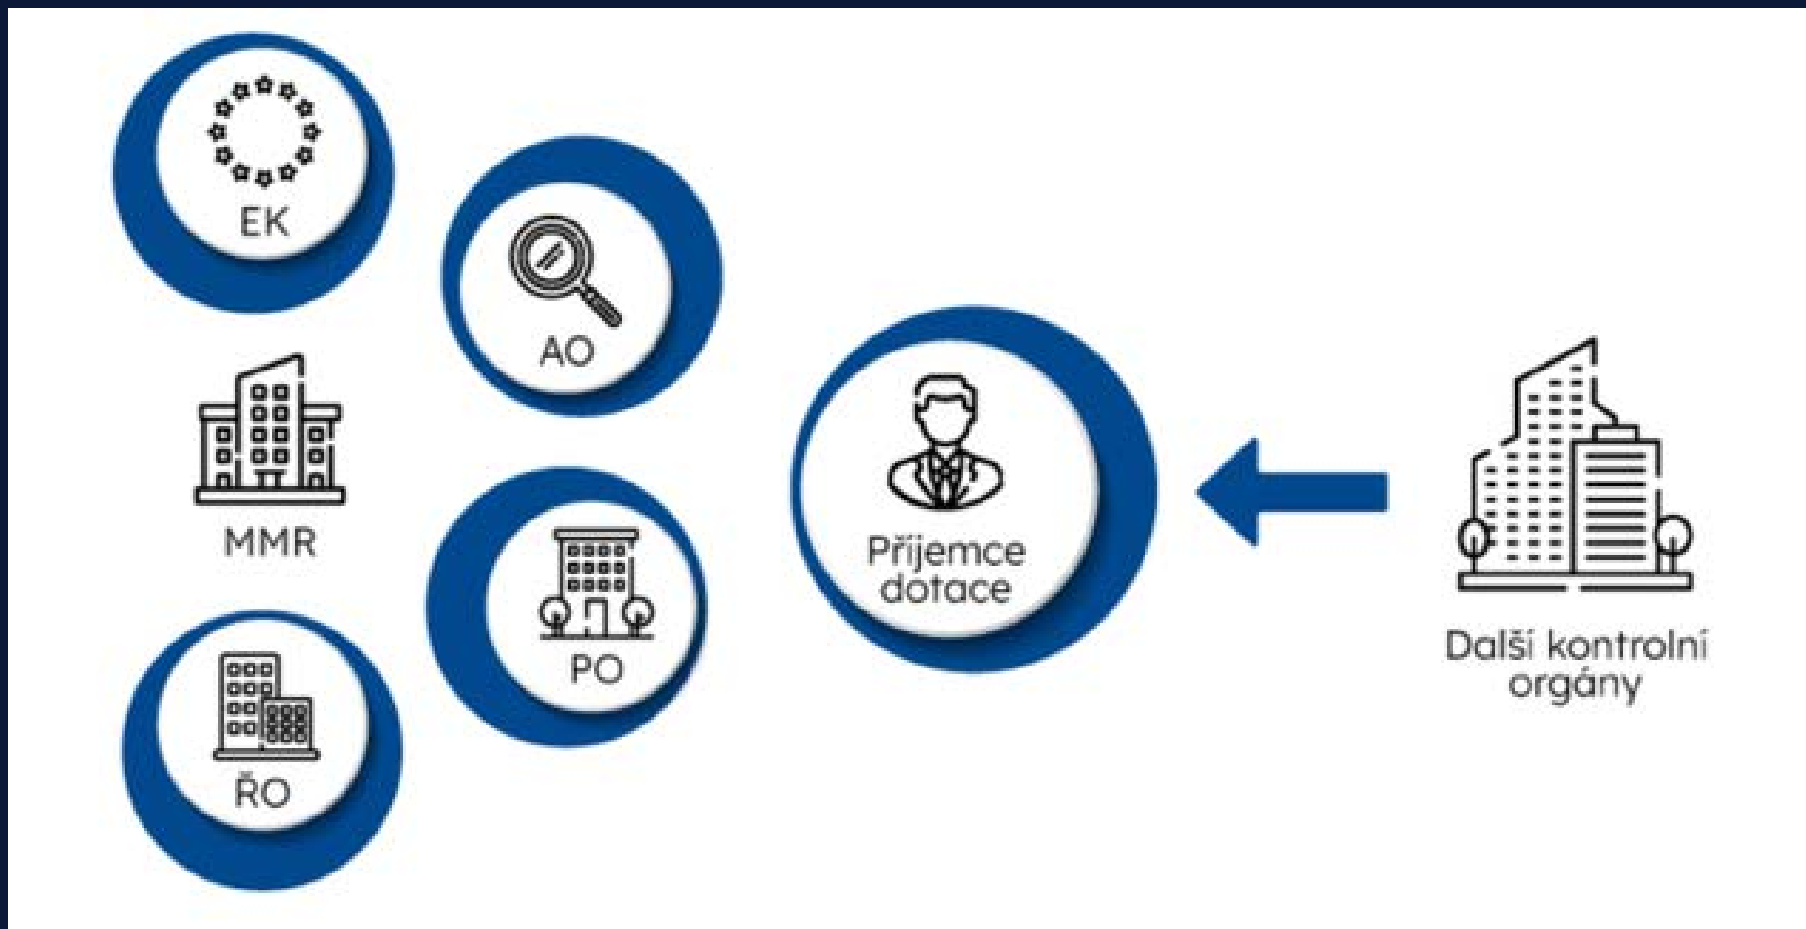 EK
AO
MMR
PO
ŘO
Příjemce
dotace
Další kontrolní
orgány